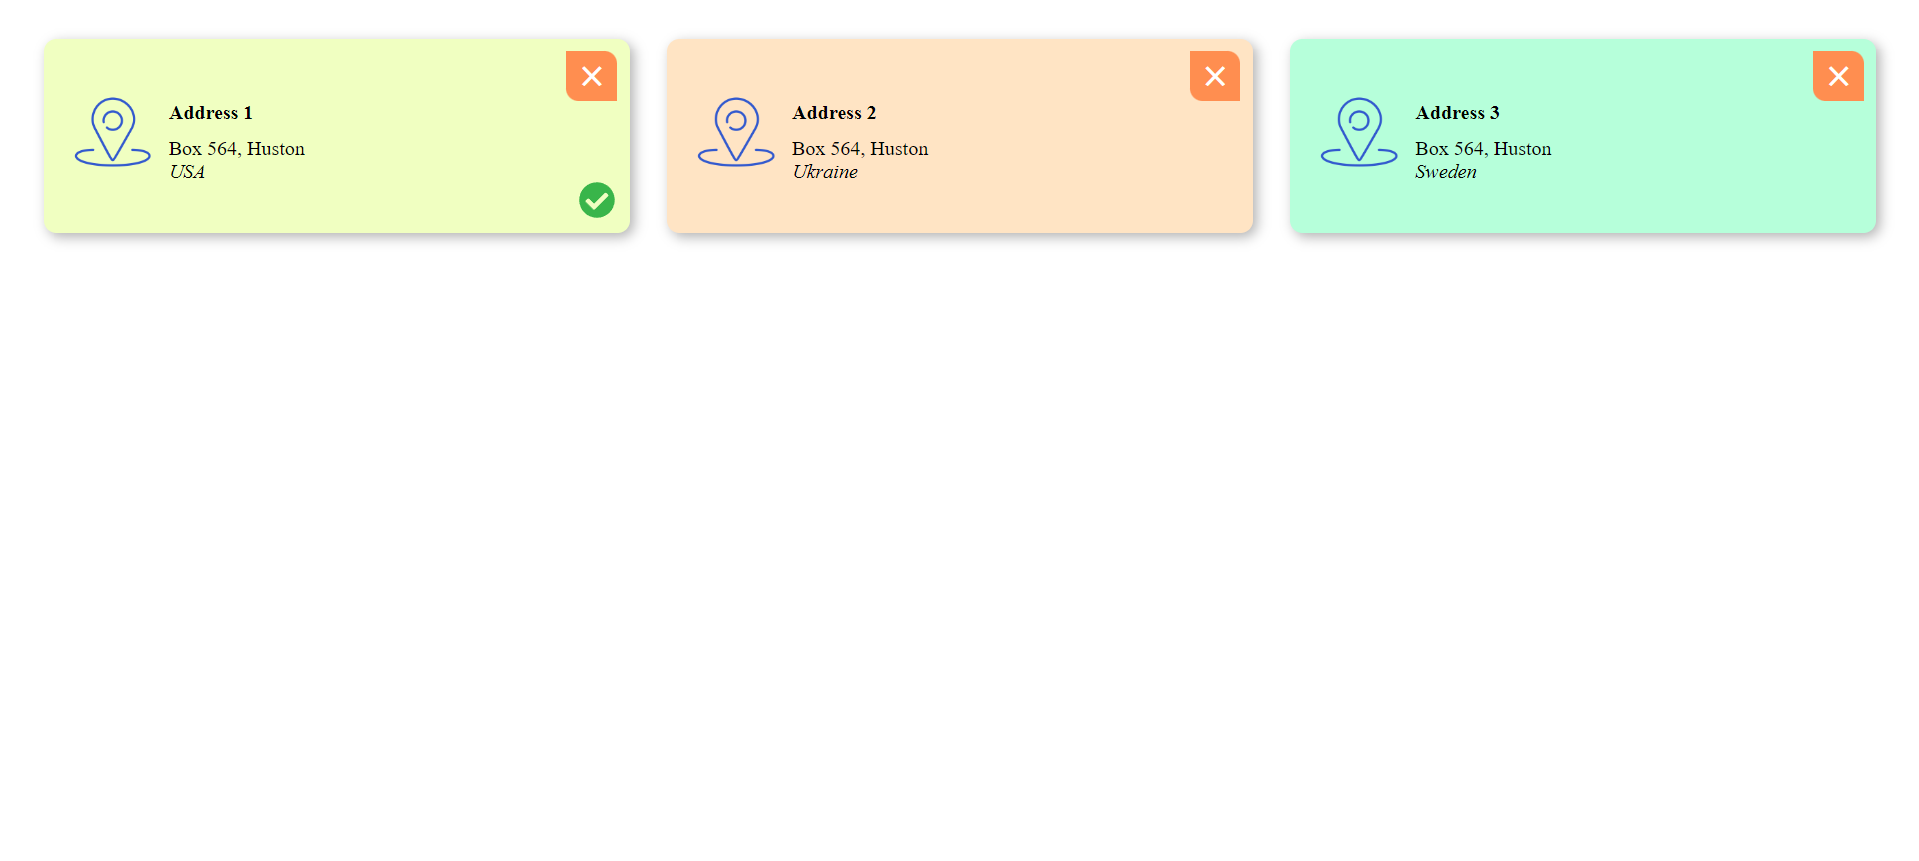 Address 1
Box 564, Huston
USA
Address 2
Box 564, Huston
Ukraine
Address 3
Box 564, Huston
Sweden